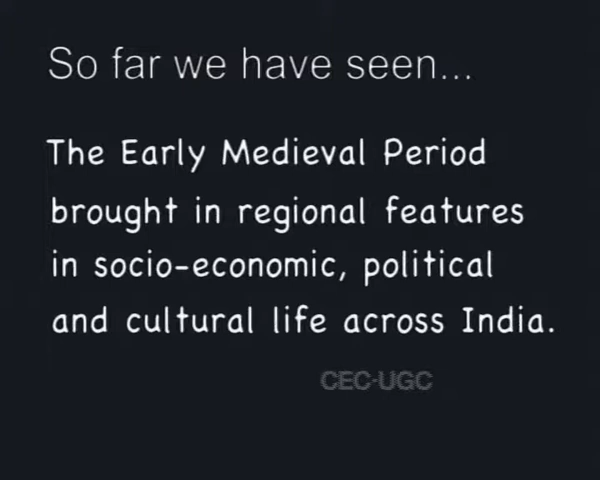 So far we have seen...
The Early Medieval Period
brought in regional features
in socio-economic, political
and cultural life across India.
CEC-UGC